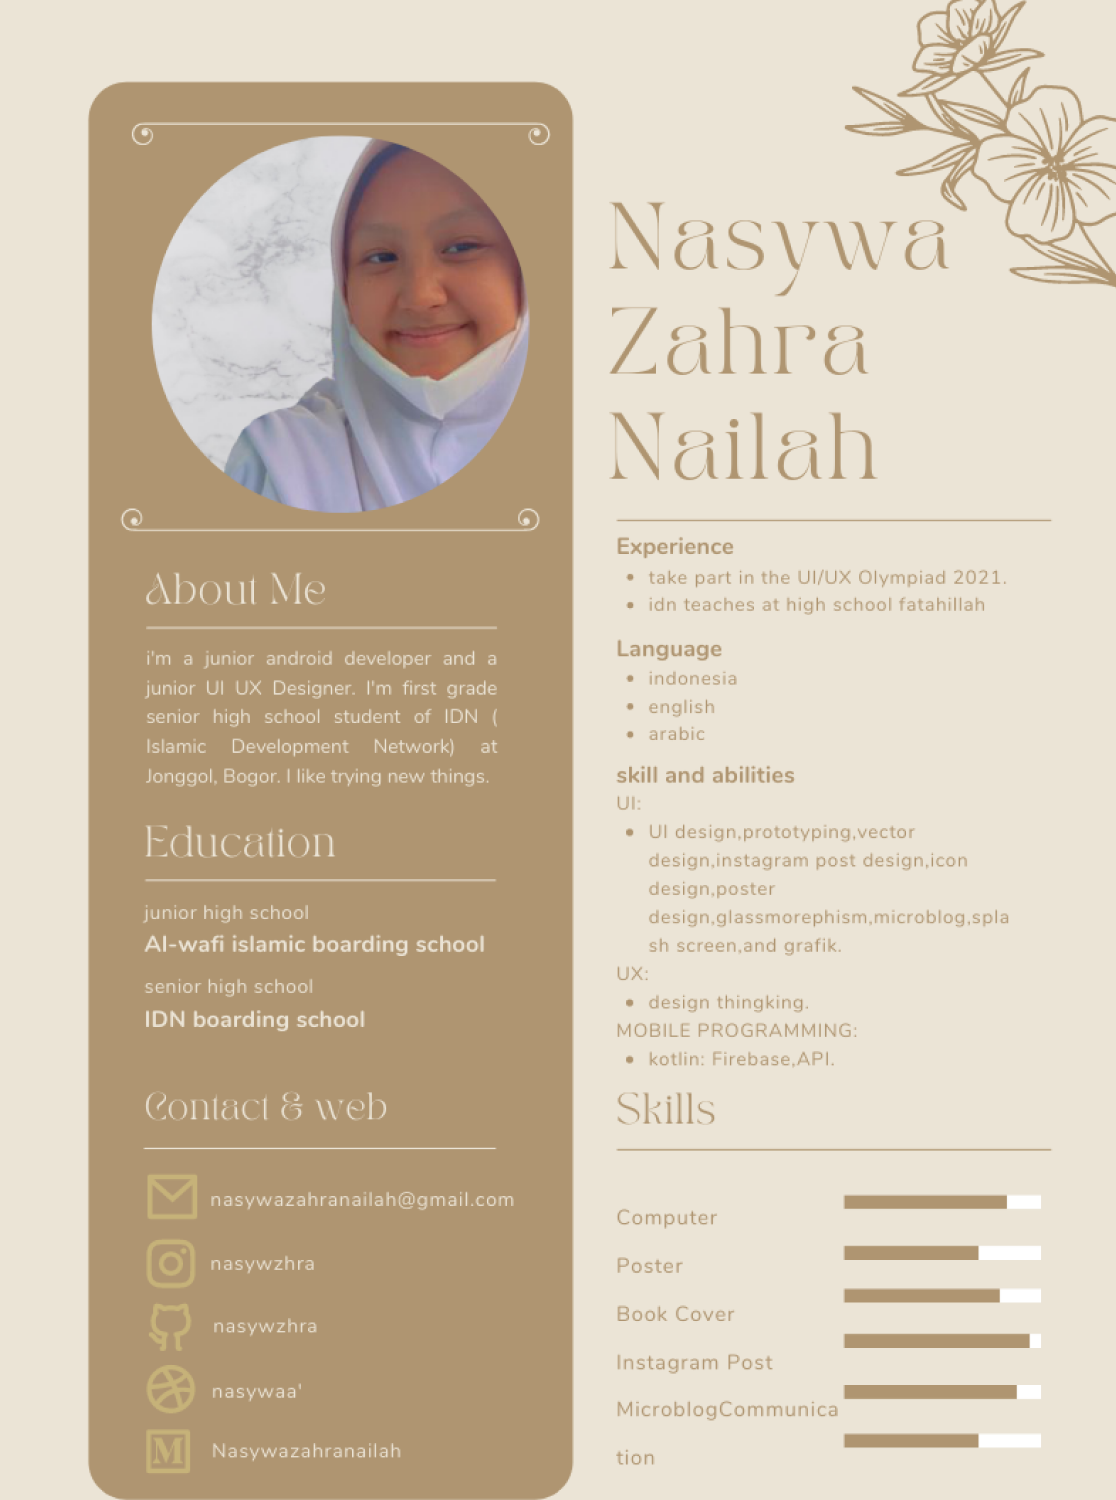 Nasywa
Zahra
Nailah
About Me
i'm a junior android developer and a
junior UI UX Designer. I'm first grade
senior high school student of IDN (
Islamic Development Network) at
Jonggol, Bogor. I like trying new things.
Education
junior high school
Al-wafi islamic boarding school
senior high school
IDN boarding school
Contact & web
nasywazahranailah@gmail.com
nasywzhra
nasywzhra
nasywaa'
M
Nasywazahranailah
Experience
• take part in the UI/UX Olympiad 2021.
• idn teaches at high school fatahillah
Language
• indonesia
• english
• arabic
skill and abilities
UI:
• UI design,prototyping,vector
design,instagram post design,icon
design,poster
design,glassmorephism,microblog,spla
sh screen,and grafik.
UX:
• design thingking.
MOBILE PROGRAMMING:
• kotlin: Firebase,API.
Skills
Computer
Poster
Book Cover
Instagram Post
MicroblogCommunica
tion